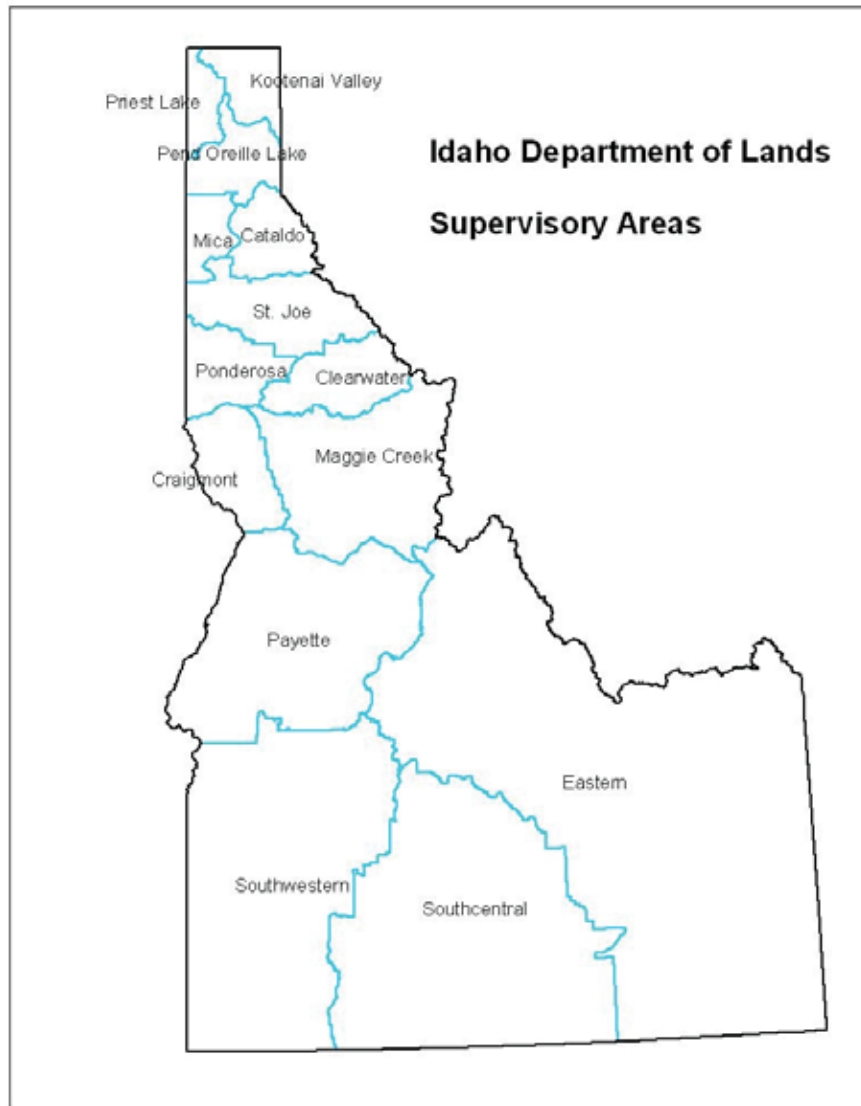 Kootenai Valley
Priest Lake
Pend Oreille Lake
Idaho Department of Lands
Supervisory Areas
Mica
Cataldo
St. Joe
Ponderosa
Clearwater
Maggie Creek
Craigmont
Payette
Eastern
Southwestern
Southcentral